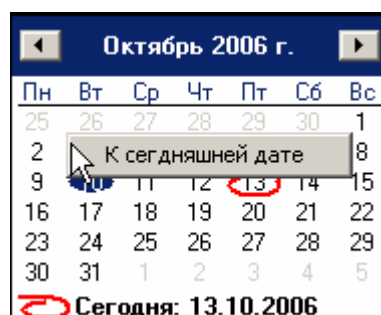 Октябрь 2006 г.
Пн Вт Ср Чт Пт Сб Вс
25 26 27 28 29 30 1
2 К сегдняшней дате 8
9 10 11 12 13 14 15
16 17 18 19 20 21 22
23 24 25 26 27 28 29
30 31 1 2 3 4 5
Сегодня: 13.10.2006